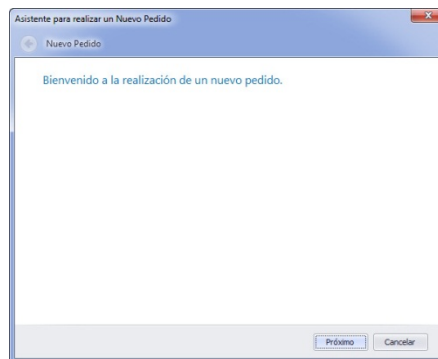 Asistente para realizar un Nuevo Pedido
Nuevo Pedido
Bienvenido a la realización de un nuevo pedido.
Próximo
Cancelar